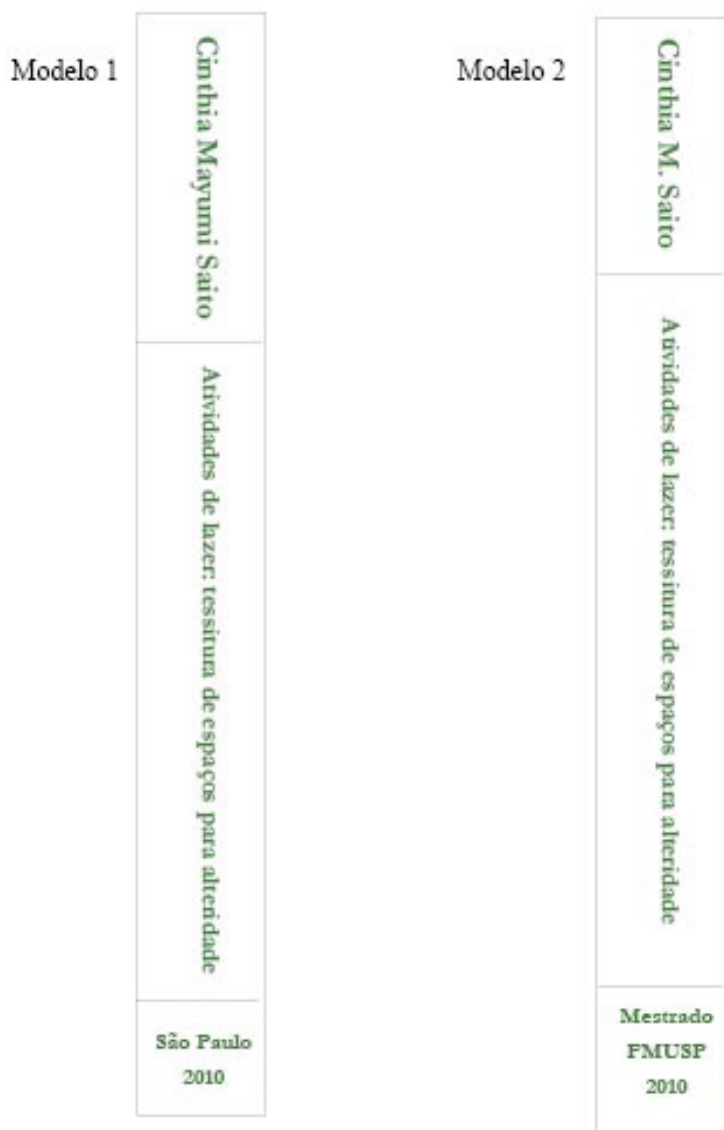 Modelo 1
Cinthia Mayumi Saito
Atividades de lazer: tessitura de espaços para alteridade
São Paulo
2010
Modelo 2
Cinthia M. Saito
Atividades de lazer: tessitura de espaços para alteridade
Mestrado
FMUSP
2010